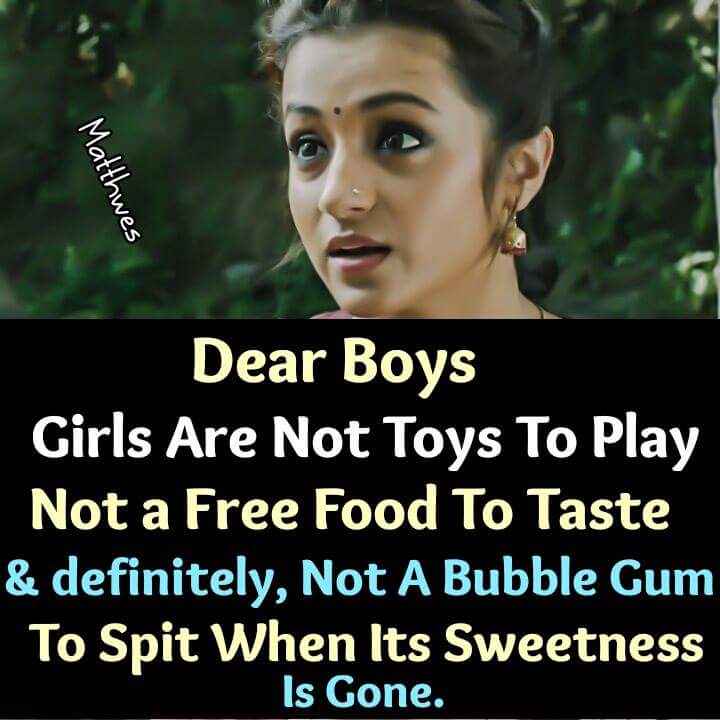 Matthwes
Dear Boys
Girls Are Not Toys To Play
Not a Free Food To Taste
& definitely, Not A Bubble Gum
To Spit When Its Sweetness
Is Gone.